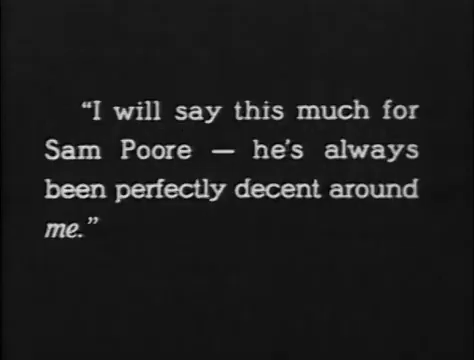 "I will say this much for
Sam Poore — he's always
been perfectly decent around
me."